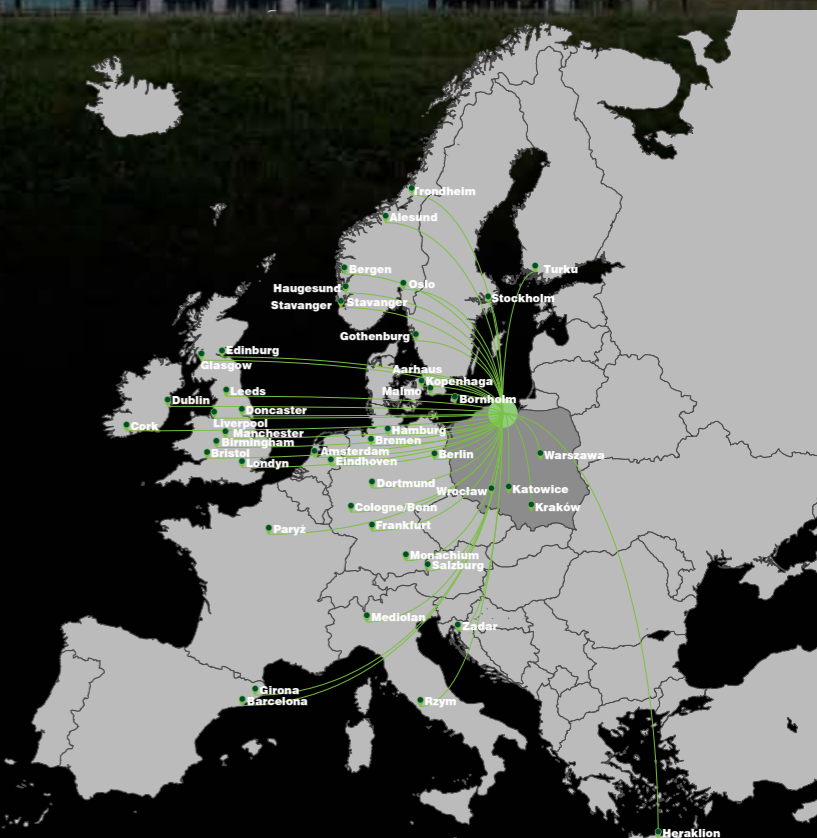 Trondheim
Alesund
Bergen
Turku
Haugesund
Oslo
Stavanger
Stavanger
Stockholm
Gothenburg
Edinburg
Glasgow
Aarhaus
Kopenhaga
Malmo
Leeds
Bornholm
Dublin
Doncaster
Liverpool
Cork
Manchester
Hamburg
Birmingham
Bremen
Bristol
Amsterdam
Berlin
Warszawa
Londyn
Eindhoven
Dortmund
Wrocław
Katowice
Cologne/Bonn
Kraków
Paryż
Frankfurt
Monachium
Salzburg
Mediolan
Zadar
Girona
Barcelona
Rzym
Heraklion